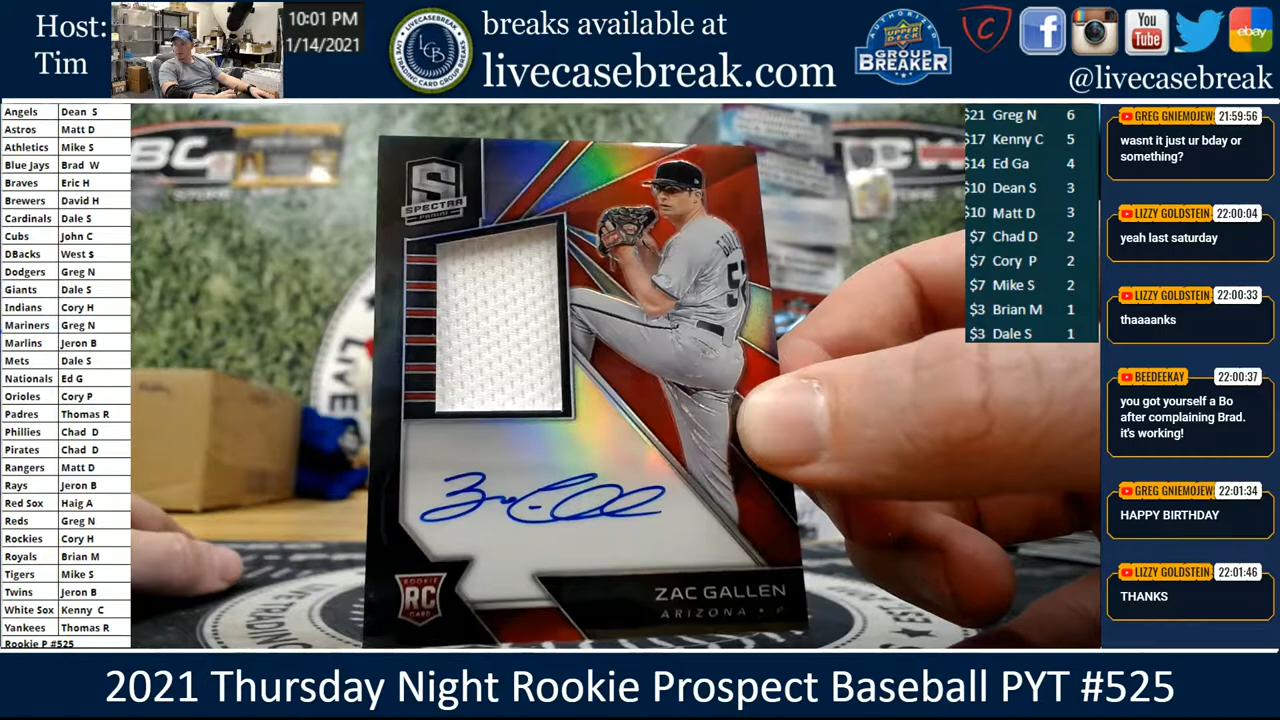 Host:
Tim
10:01 PM
1/14/2021
LIVECASEBREAK
LCB
TRADING CARD GROUP BREAKERS
breaks available at
livecasebreak.com
AUTHORIZED
UPPER DECK
GROUP
BREAKER
C
f
You
Tube
ebay
@livecasebreak
Angels Dean S
Astros Matt D
Athletics Mike S
Blue Jays Brad W
Braves Eric H
Brewers David H
Cardinals Dale S
Cubs John C
DBacks West $
Dodgers Greg N
Giants Dale S
Indians Cory H
Mariners Greg N
Marlins Jeron B
Mets Dale S
Nationals Ed G
Orioles Cory P
Padres Thomas R
Phillies Chad D
Pirates Chad D
Rangers Matt D
Rays Jeron B
Red Sox Haig A
Reds Greg N
Rockies Cory H
Royals Brian M
Tigers Mike S
Twins Jeron B
White Sox Kenny C
Yankees Thomas R
Rookie P #525
S
SPECTRA
PANINI
57
ROOKIE
RC
CARD
ZAC GALLEN
ARIZONA • P
$21 Greg N 6
$17 Kenny C 5
$14 Ed Ga 4
$10 Dean S 3
$10 Matt D 3
$7 Chad D 2
$7 Cory P 2
$7 Mike S 2
$3 Brian M 1
$3 Dale S 1
GREG GNIEMOJEW 21:59:56
wasnt it just ur bday or
something?
LIZZY GOLDSTEIN 22:00:04
yeah last saturday
LIZZY GOLDSTEIN 22:00:33
thaaaanks
BEEDEEKAY 22:00:37
you got yourself a Bo
after complaining Brad.
it's working!
GREG GNIEMOJEW 22:01:34
HAPPY BIRTHDAY
LIZZY GOLDSTEIN 22:01:46
THANKS
2021 Thursday Night Rookie Prospect Baseball PYT #525